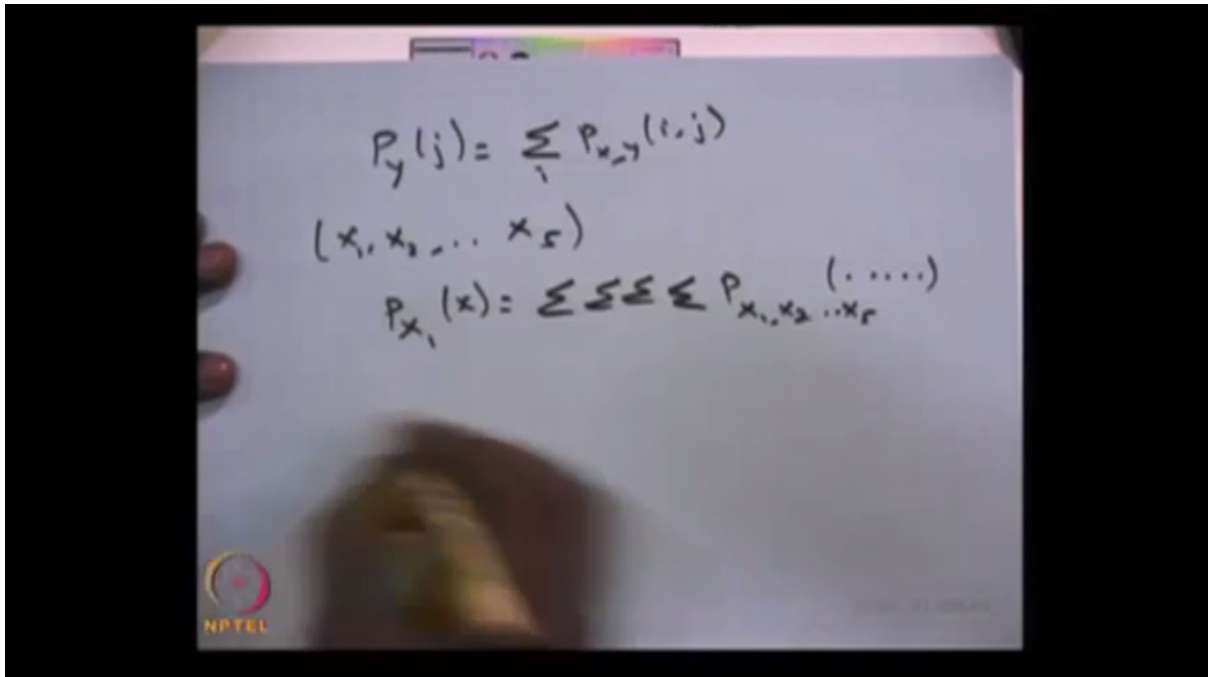 P_y(j) = Σ_i P_{x,y}(i,j)
(x_1, x_2, ... x_5)
P_{x_1}(x) = Σ Σ Σ Σ P_{x_1,x_2...x_5}(.....)
NPTEL